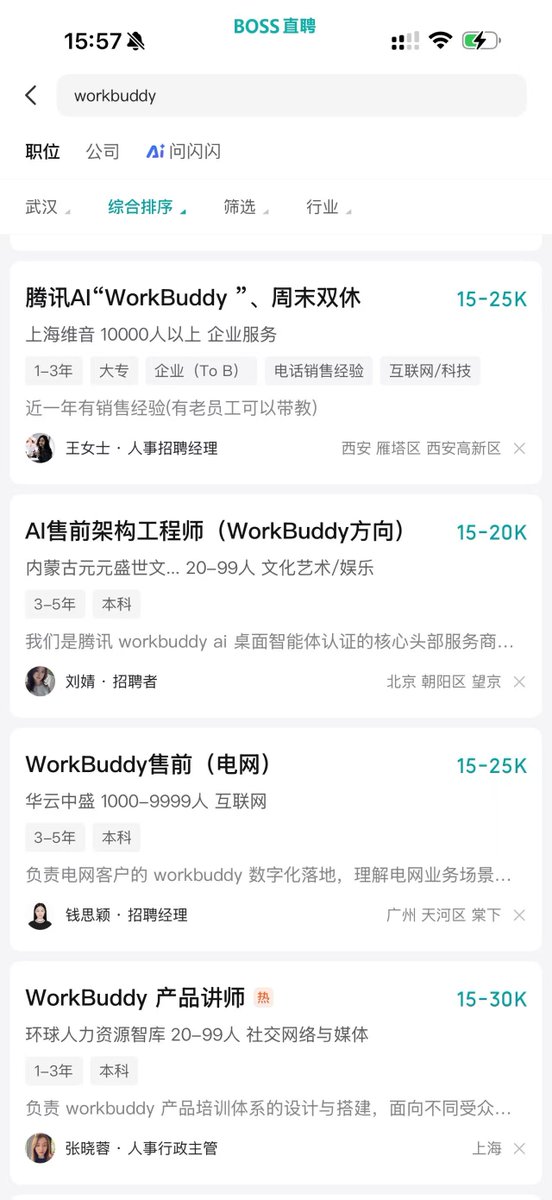 BOSS直聘
15:57
workbuddy
职位 公司 Ai 问闪闪
武汉 综合排序 筛选 行业
腾讯AI“WorkBuddy ”、周末双休 15-25K
上海维音 10000人以上 企业服务
1-3年 大专 企业（To B） 电话销售经验 互联网/科技
近一年有销售经验(有老员工可以带教)
王女士 · 人事招聘经理 西安 雁塔区 西安高新区
AI售前架构工程师（WorkBuddy方向） 15-20K
内蒙古元元盛世文... 20-99人 文化艺术/娱乐
3-5年 本科
我们是腾讯 workbuddy ai 桌面智能体认证的核心头部服务商...
刘婧 · 招聘者 北京 朝阳区 望京
WorkBuddy售前（电网） 15-25K
华云中盛 1000-9999人 互联网
3-5年 本科
负责电网客户的 workbuddy 数字化落地，理解电网业务场景...
钱思颖 · 招聘经理 广州 天河区 棠下
WorkBuddy 产品讲师 热 15-30K
环球人力资源智库 20-99人 社交网络与媒体
1-3年 本科
负责 workbuddy 产品培训体系的设计与搭建，面向不同受众...
张晓蓉 · 人事行政主管 上海